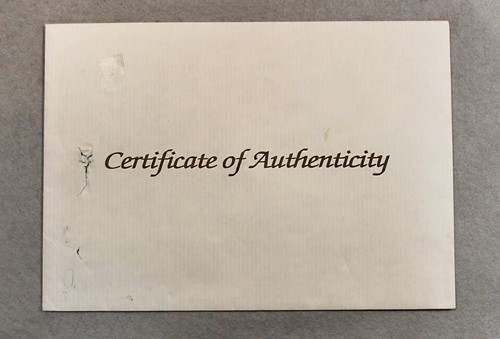 Certificate of Authenticity